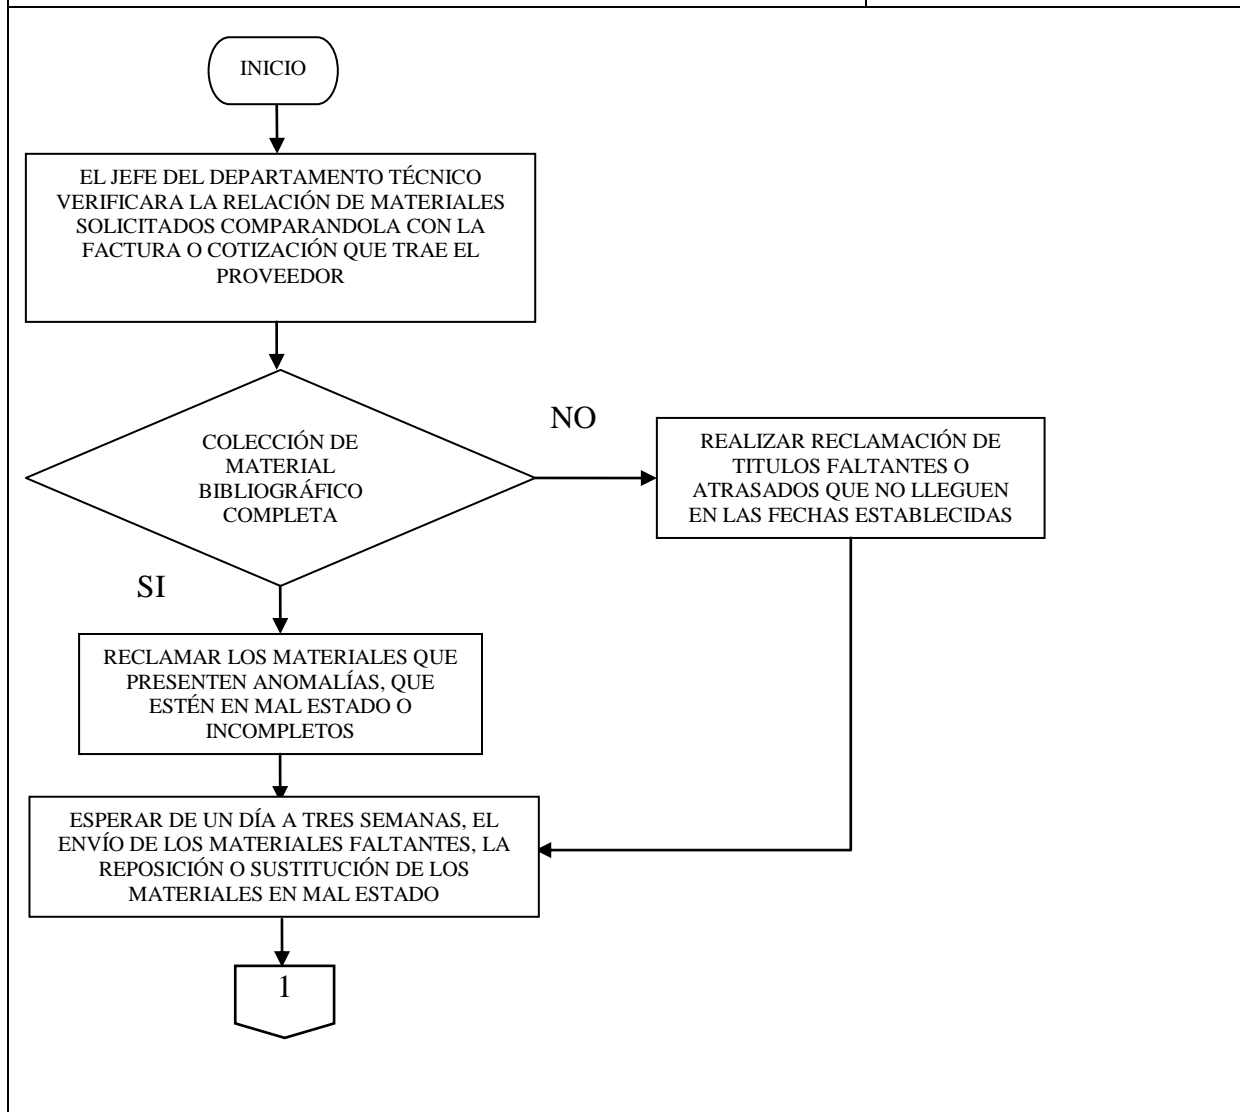 INICIO
EL JEFE DEL DEPARTAMENTO TÉCNICO
VERIFICARA LA RELACIÓN DE MATERIALES
SOLICITADOS COMPARANDOLA CON LA
FACTURA O COTIZACIÓN QUE TRAE EL
PROVEEDOR
COLECCIÓN DE
MATERIAL
BIBLIOGRÁFICO
COMPLETA
NO
REALIZAR RECLAMACIÓN DE
TITULOS FALTANTES O
ATRASADOS QUE NO LLEGUEN
EN LAS FECHAS ESTABLECIDAS
SI
RECLAMAR LOS MATERIALES QUE
PRESENTEN ANOMALÍAS, QUE
ESTÉN EN MAL ESTADO O
INCOMPLETOS
ESPERAR DE UN DÍA A TRES SEMANAS, EL
ENVÍO DE LOS MATERIALES FALTANTES, LA
REPOSICIÓN O SUSTITUCIÓN DE LOS
MATERIALES EN MAL ESTADO
1